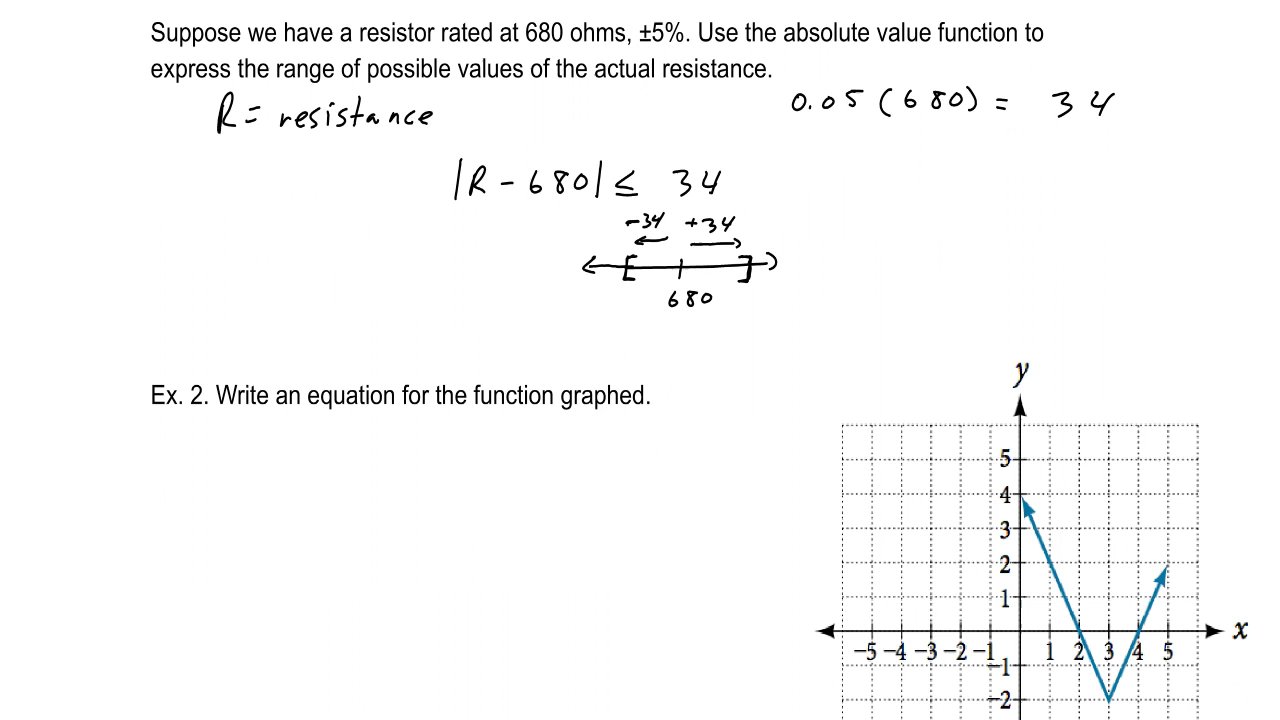 Suppose we have a resistor rated at 680 ohms, ±5%. Use the absolute value function to
express the range of possible values of the actual resistance.
R = resistance
0.05 (680) = 34
|R - 680| ≤ 34
-34 +34
680
Ex. 2. Write an equation for the function graphed.
y
5
4
3
2
1
x
-5 -4 -3 -2 -1 1 2 3 4 5
-1
-2